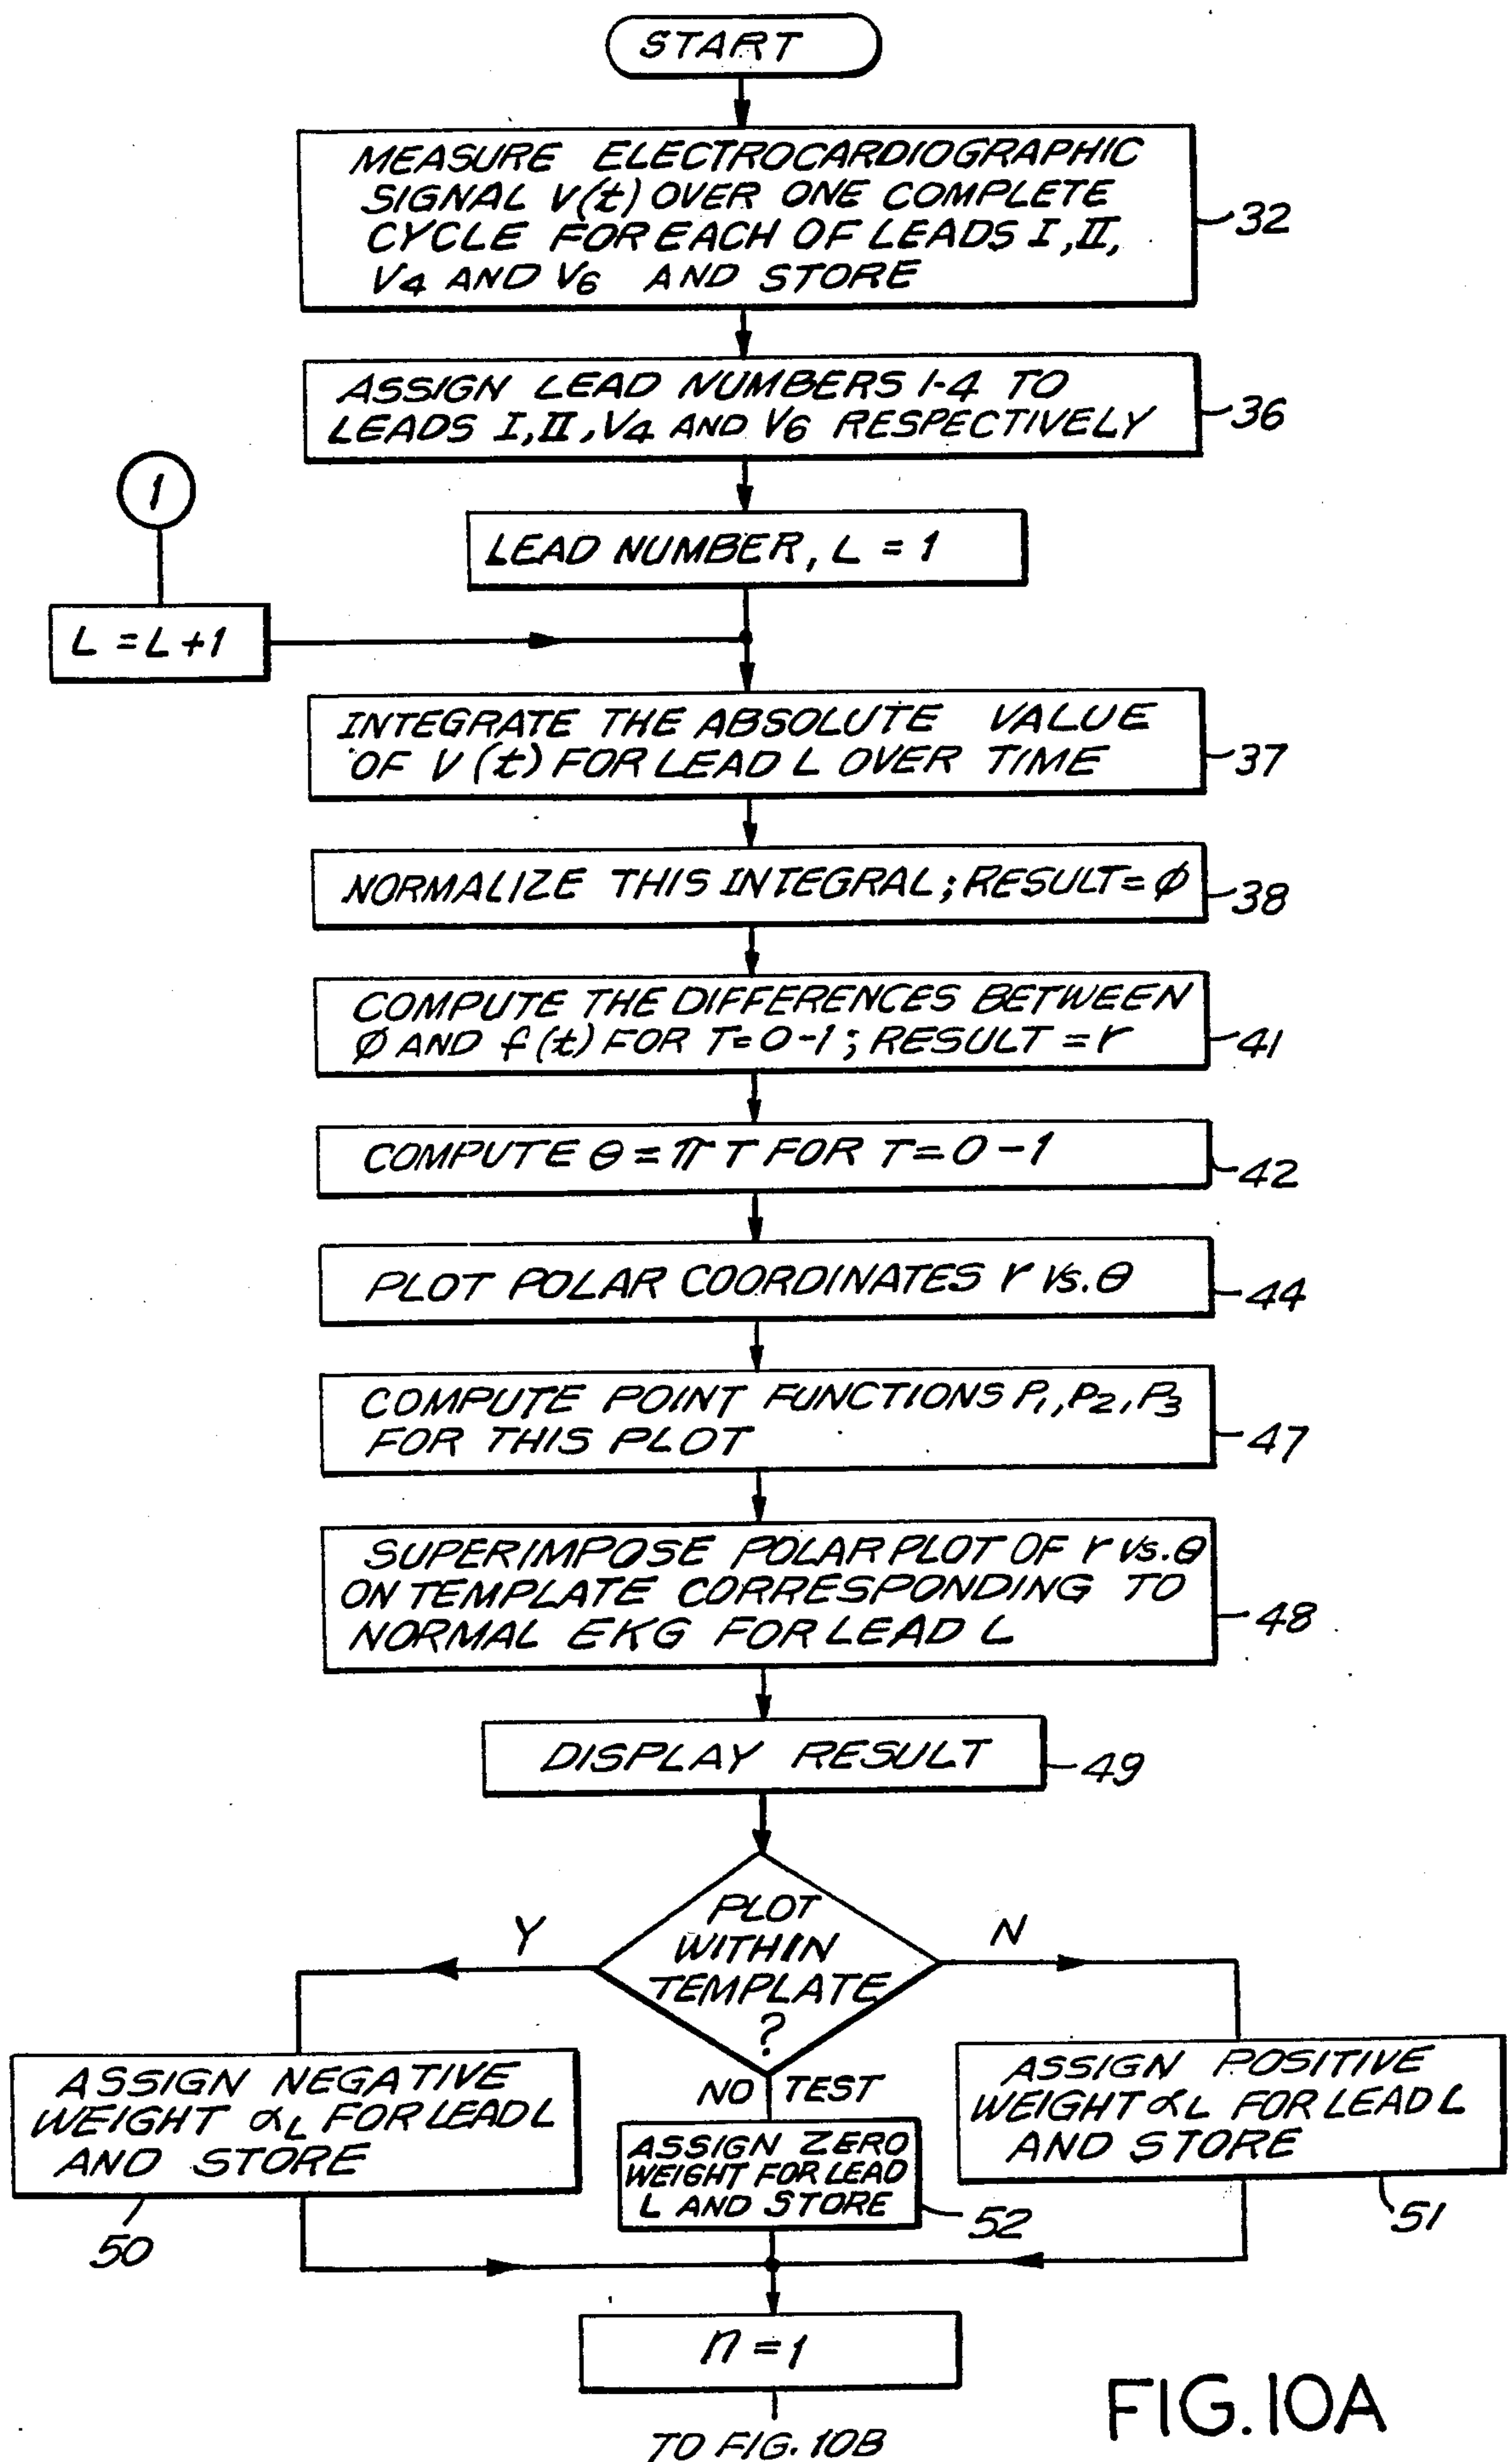 START
MEASURE ELECTROCARDIOGRAPHIC
SIGNAL V(t) OVER ONE COMPLETE
CYCLE FOR EACH OF LEADS I, II,
V4 AND V6 AND STORE
32
ASSIGN LEAD NUMBERS 1-4 TO
LEADS I, II, V4 AND V6 RESPECTIVELY
36
1
LEAD NUMBER, L = 1
L = L+1
INTEGRATE THE ABSOLUTE VALUE
OF V(t) FOR LEAD L OVER TIME
37
NORMALIZE THIS INTEGRAL; RESULT = φ
38
COMPUTE THE DIFFERENCES BETWEEN
φ AND f(t) FOR T=0-1; RESULT = r
41
COMPUTE θ = π T FOR T = 0 - 1
42
PLOT POLAR COORDINATES r Vs. θ
44
COMPUTE POINT FUNCTIONS P1, P2, P3
FOR THIS PLOT
47
SUPERIMPOSE POLAR PLOT OF r Vs. θ
ON TEMPLATE CORRESPONDING TO
NORMAL EKG FOR LEAD L
48
DISPLAY RESULT
49
PLOT
WITHIN
TEMPLATE
?
Y
N
NO TEST
ASSIGN NEGATIVE
WEIGHT αL FOR LEAD L
AND STORE
50
ASSIGN ZERO
WEIGHT FOR LEAD
L AND STORE
52
ASSIGN POSITIVE
WEIGHT αL FOR LEAD L
AND STORE
51
n = 1
TO FIG. 10B
FIG. 10A